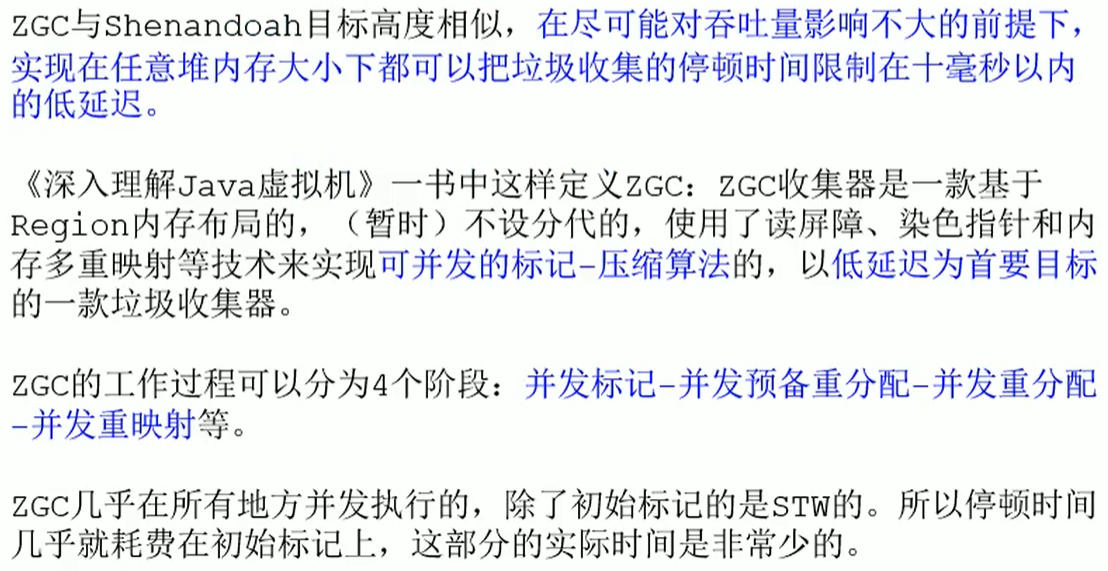 ZGC与Shenandoah目标高度相似，在尽可能对吞吐量影响不大的前提下，
实现在任意堆内存大小下都可以把垃圾收集的停顿时间限制在十毫秒以内
的低延迟。
《深入理解Java虚拟机》一书中这样定义ZGC：ZGC收集器是一款基于
Region内存布局的，（暂时）不设分代的，使用了读屏障、染色指针和内
存多重映射等技术来实现可并发的标记-压缩算法的，以低延迟为首要目标
的一款垃圾收集器。
ZGC的工作过程可以分为4个阶段：并发标记-并发预备重分配-并发重分配
-并发重映射等。
ZGC几乎在所有地方并发执行的，除了初始标记的是STW的。所以停顿时间
几乎就耗费在初始标记上，这部分的实际时间是非常少的。